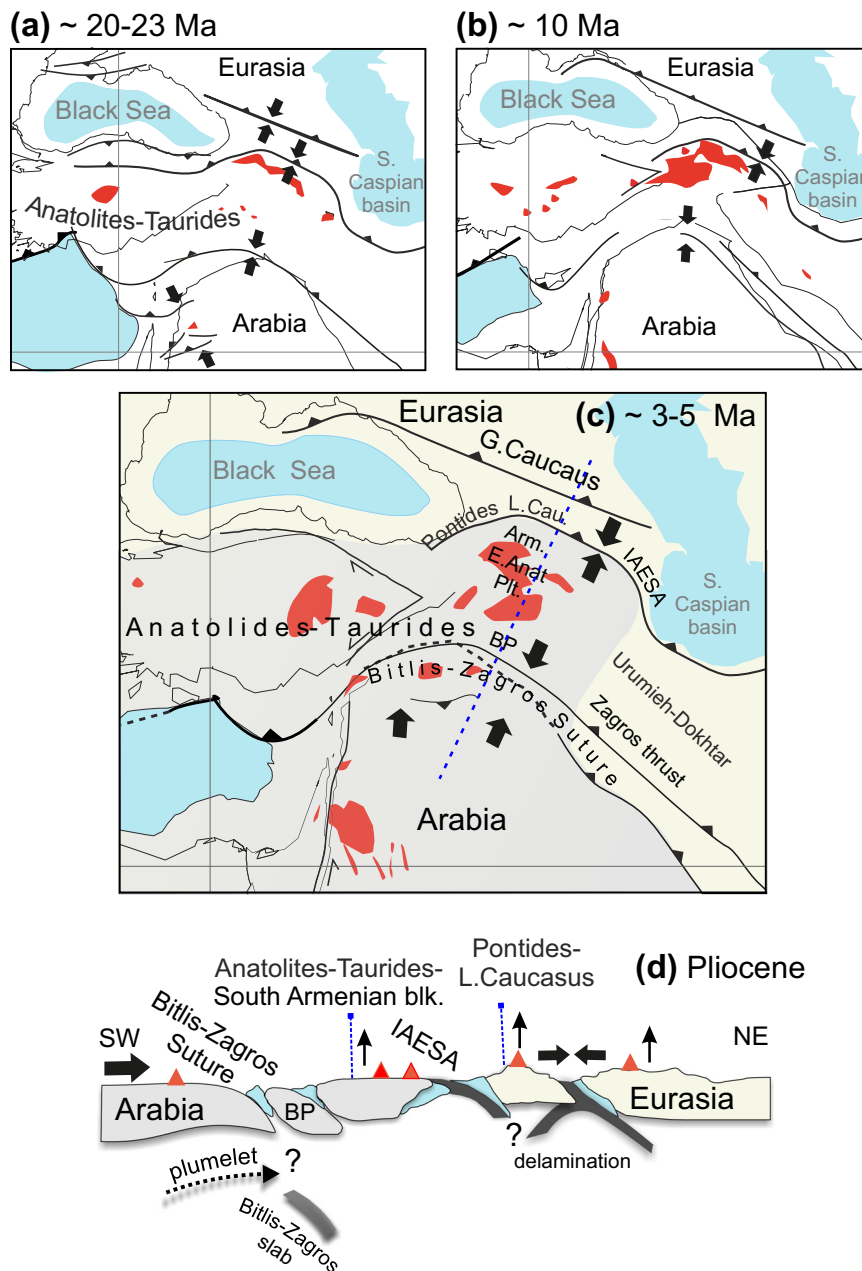 (a) ~ 20-23 Ma
Eurasia
Black Sea
S.
Caspian
basin
Anatolites-Taurides
Arabia
(b) ~ 10 Ma
Eurasia
Black Sea
S.
Caspian
basin
Arabia
(c) ~ 3-5 Ma
Eurasia
G.Caucaus
Black Sea
Pontides L.Cau.
Arm.
E.Anat
Plt.
IAESA
S.
Caspian
basin
Anatolides-Taurides
BP
Bitlis-Zagros Suture
Urumieh-Dokhtar
Zagros thrust
Arabia
(d) Pliocene
Anatolites-Taurides-
South Armenian blk.
Pontides-
L.Caucasus
SW
Bitlis-Zagros
Suture
IAESA
NE
Arabia
BP
Eurasia
?
?
delamination
plumelet
Bitlis-Zagros
slab